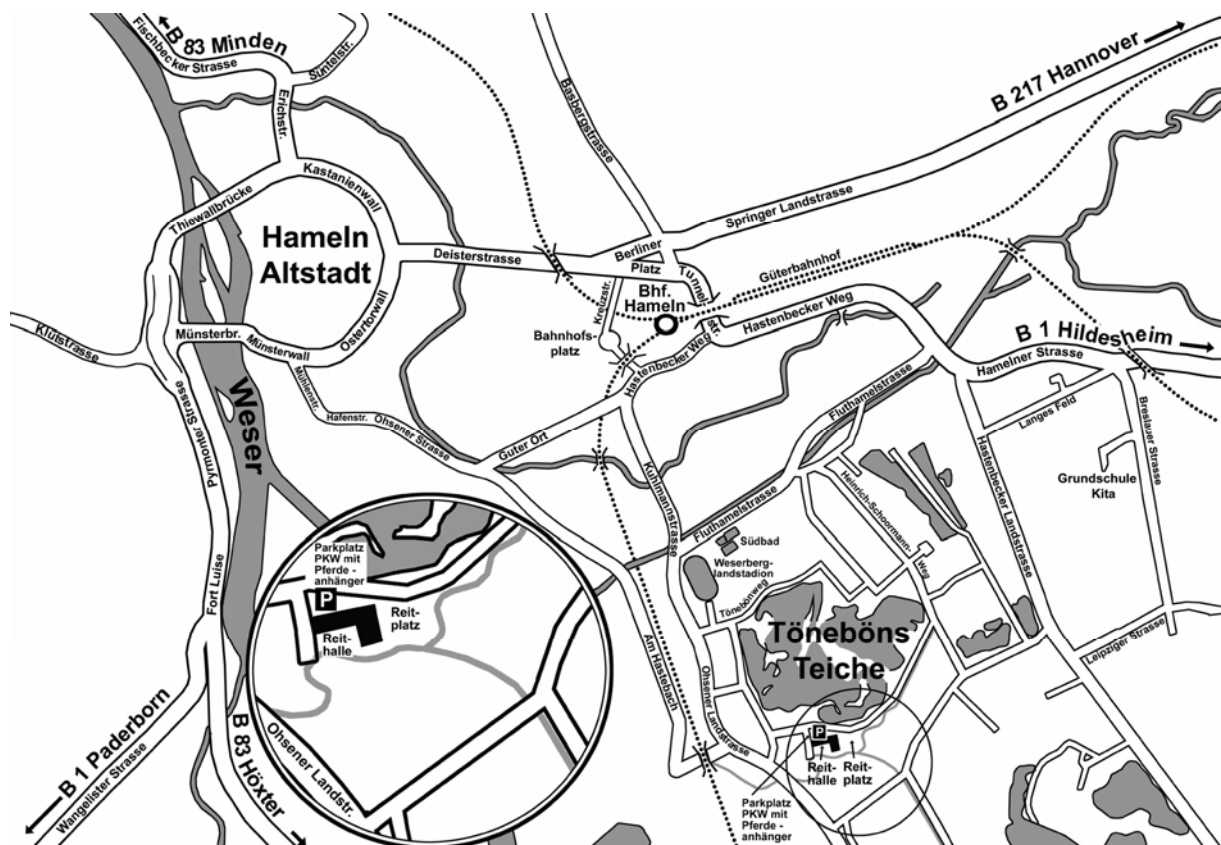 B 83 Minden
Fischbecker Strasse
Süntelstr.
Erichstr.
Basbergstrasse
B 217 Hannover
Kastanienwall
Thiewallbrücke
Hameln
Altstadt
Deisterstrasse
Berliner
Platz
Springer Landstrasse
Tunnel
str.
Güterbahnhof
Bhf.
Hameln
Kreuzstr.
Bahnhofs-
platz
Hastenbecker Weg
Hastenbecker Weg
B 1 Hildesheim
Hamelner Strasse
Klutstrasse
Münsterbr.
Münsterwall
Ostertorwall
Mühlenstr.
Hafenstr.
Ohsener Strasse
Guter Ort
Weser
Pyrmonter Strasse
Fluthamelstrasse
Fluthamelstrasse
Kuhlmannstrasse
Langes Feld
Breslauer Strasse
Grundschule
Kita
Hastenbecker Landstrasse
Heinrich-Schoormann-
Weg
Südbad
Weserberg-
landstadion
Tönebönweg
Töneböns
Teiche
Leipziger Strasse
Fort Luise
Am Hastebach
Ohsener Landstrasse
Parkplatz
PKW mit
Pferde -
anhänger
P
Reit-
halle
Reit-
platz
Ohsener Landstr.
P
Reit-
halle
Reit-
platz
Parkplatz
PKW mit
Pferde -
anhänger
B 1 Paderborn
Wangelister Strasse
B 83 Höxter